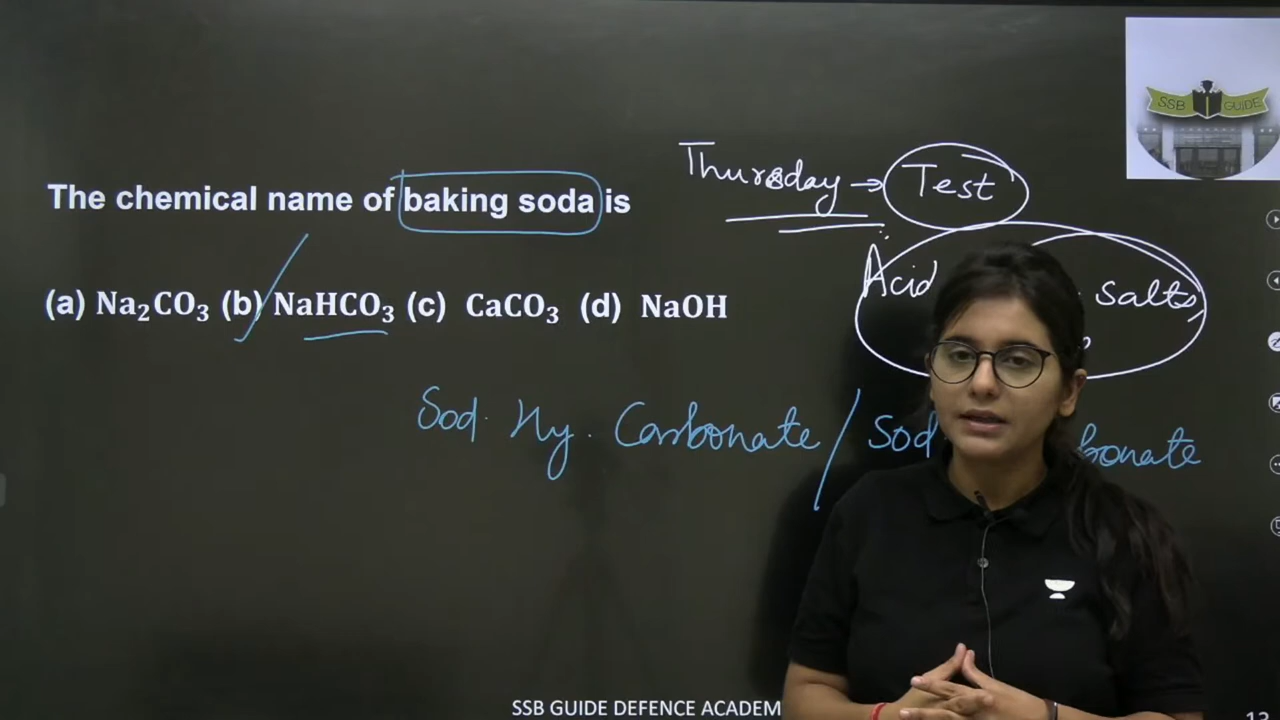 SSB GUIDE
Thursday → Test
The chemical name of baking soda is
Acid
salts
(a) Na₂CO₃ (b) NaHCO₃ (c) CaCO₃ (d) NaOH
Sod. Hy. Carbonate / Sod
bonate
SSB GUIDE DEFENCE ACADEM